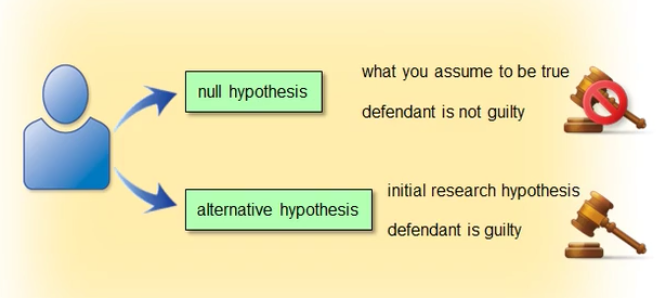 null hypothesis
what you assume to be true
defendant is not guilty
alternative hypothesis
initial research hypothesis
defendant is guilty